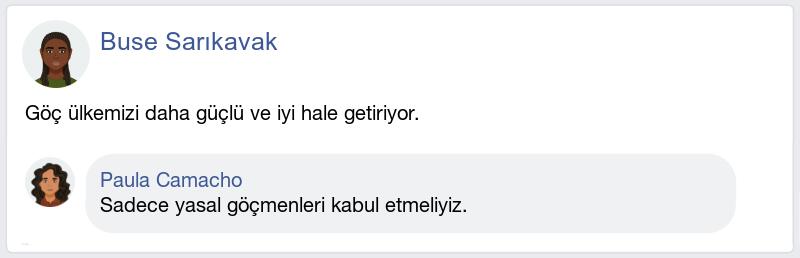 Buse Sarıkavak
Göç ülkemizi daha güçlü ve iyi hale getiriyor.
Paula Camacho
Sadece yasal göçmenleri kabul etmeliyiz.